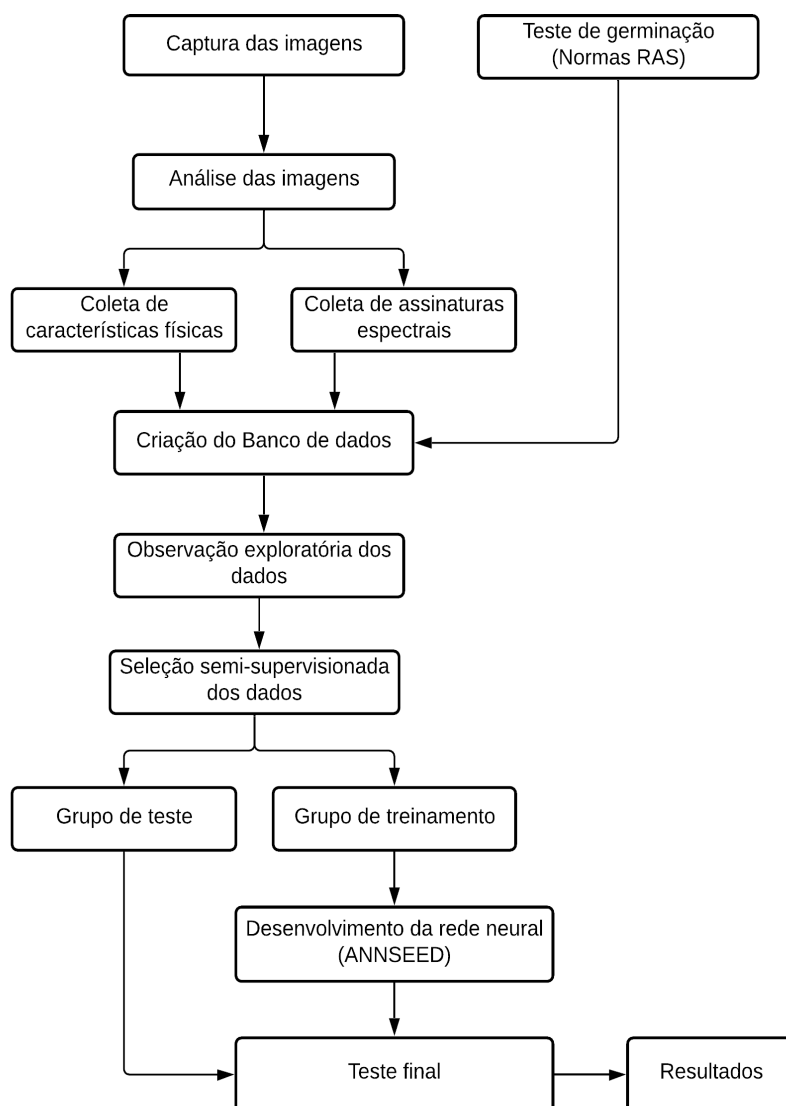 Captura das imagens
Teste de germinação
(Normas RAS)
Análise das imagens
Coleta de
características físicas
Coleta de assinaturas
espectrais
Criação do Banco de dados
Observação exploratória dos
dados
Seleção semi-supervisionada
dos dados
Grupo de teste
Grupo de treinamento
Desenvolvimento da rede neural
(ANNSEED)
Teste final
Resultados